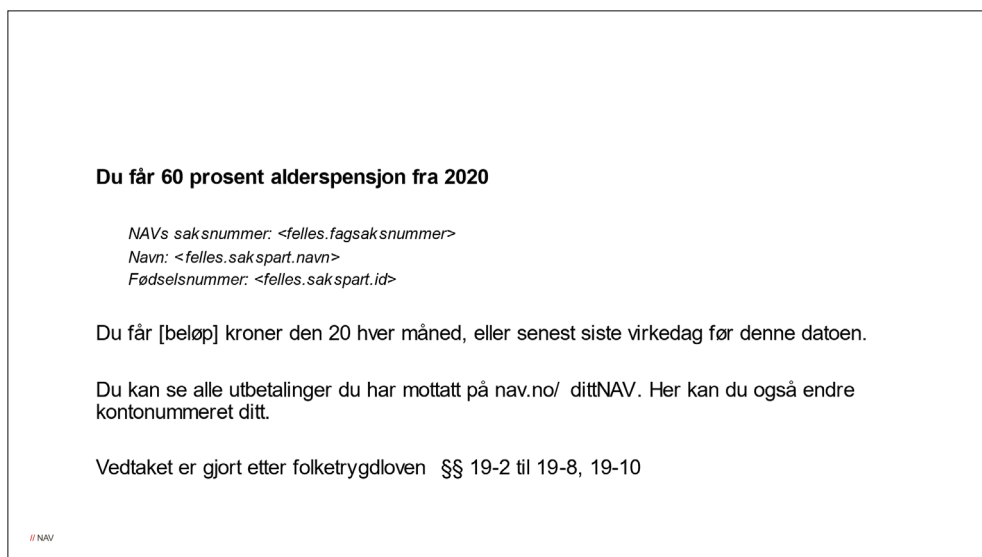 Du får 60 prosent alderspensjon fra 2020
NAVs saksnummer: <felles.fagsaksnummer>
Navn: <felles.sakspart.navn>
Fødselsnummer: <felles.sakspart.id>
Du får [beløp] kroner den 20 hver måned, eller senest siste virkedag før denne datoen.
Du kan se alle utbetalinger du har mottatt på nav.no/ dittNAV. Her kan du også endre
kontonummeret ditt.
Vedtaket er gjort etter folketrygdloven §§ 19-2 til 19-8, 19-10
// NAV